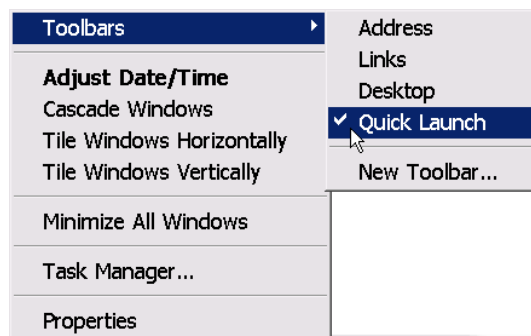 Toolbars
Adjust Date/Time
Cascade Windows
Tile Windows Horizontally
Tile Windows Vertically
Minimize All Windows
Task Manager...
Properties
Address
Links
Desktop
Quick Launch
New Toolbar...